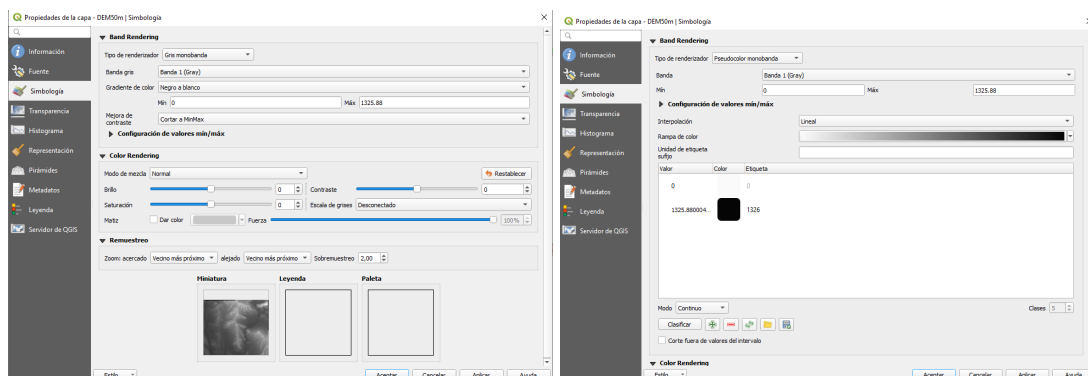 Propiedades de la capa - DEM50m | Simbología
Información
Fuente
Simbología
Transparencia
Histograma
Representación
Pirámides
Metadatos
Leyenda
Servidor de QGIS
Band Rendering
Tipo de renderizador Gris monobanda
Banda gris Banda 1 (Gray)
Gradiente de color Negro a blanco
Mín 0 Máx 1325.88
Mejora de
contraste Cortar a MinMax
Configuración de valores mín/máx
Color Rendering
Modo de mezcla Normal Restablecer
Brillo 0 Contraste 0
Saturación 0 Escala de grises Desconectado
Matiz Dar color Fuerza 100%
Remuestreo
Zoom: acercado Vecino más próximo alejado Vecino más próximo Sobremuestreo 2,00
Miniatura Leyenda Paleta
Estilo Aceptar Cancelar Aplicar Ayuda
Propiedades de la capa - DEM50m | Simbología
Información
Fuente
Simbología
Transparencia
Histograma
Representación
Pirámides
Metadatos
Leyenda
Servidor de QGIS
Band Rendering
Tipo de renderizador Pseudocolor monobanda
Banda Banda 1 (Gray)
Mín 0 Máx 1325.88
Configuración de valores mín/máx
Interpolación Lineal
Rampa de color
Unidad de etiqueta
sufijo
Valor Color Etiqueta
0 0
1325.880004... 1326
Modo Continuo Clases 5
Clasificar
Corte fuera de valores del intervalo
Color Rendering
Estilo Aceptar Cancelar Aplicar Ayuda